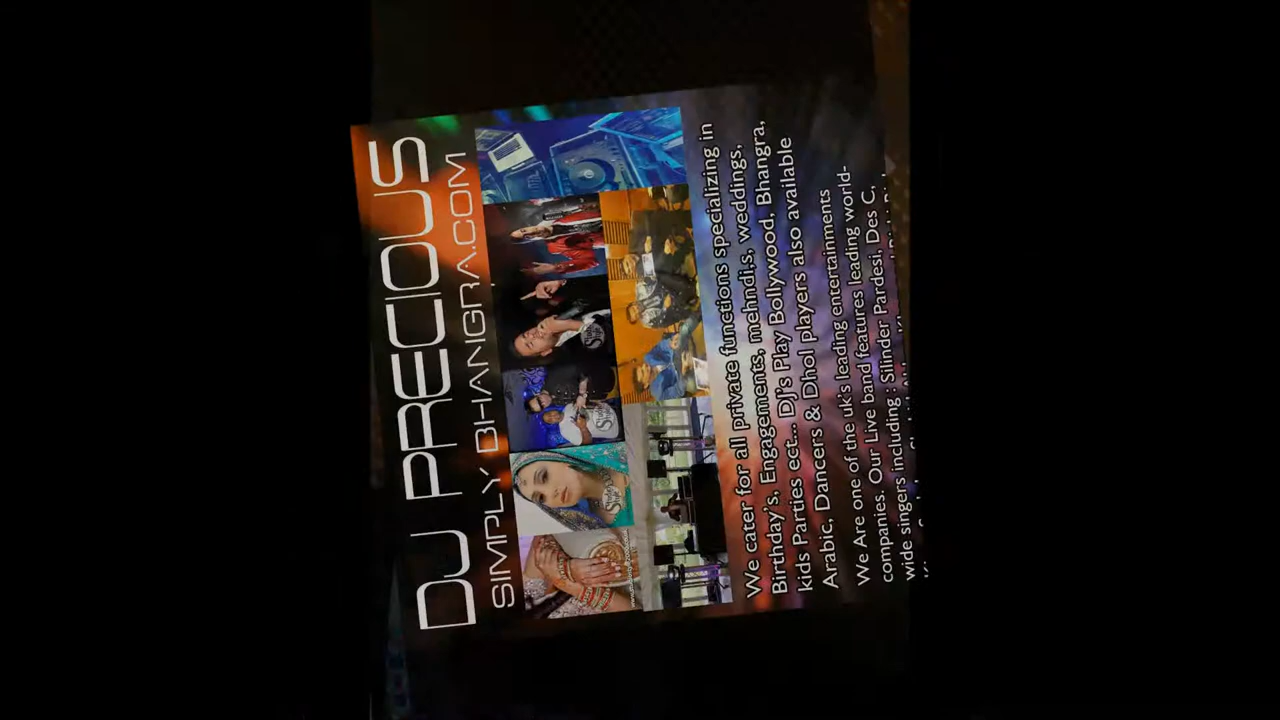 DJ PRECIOUS
SIMPLY BHANGRA.COM
We cater for all private functions specializing in
Birthday's, Engagements, mehndi,s, weddings,
kids Parties ect... Dj's Play Bollywood, Bhangra,
Arabic, Dancers & Dhol players also available
We Are one of the uk's leading entertainments
companies. Our Live band features leading world-
wide singers including : Silinder Pardesi, Des C,